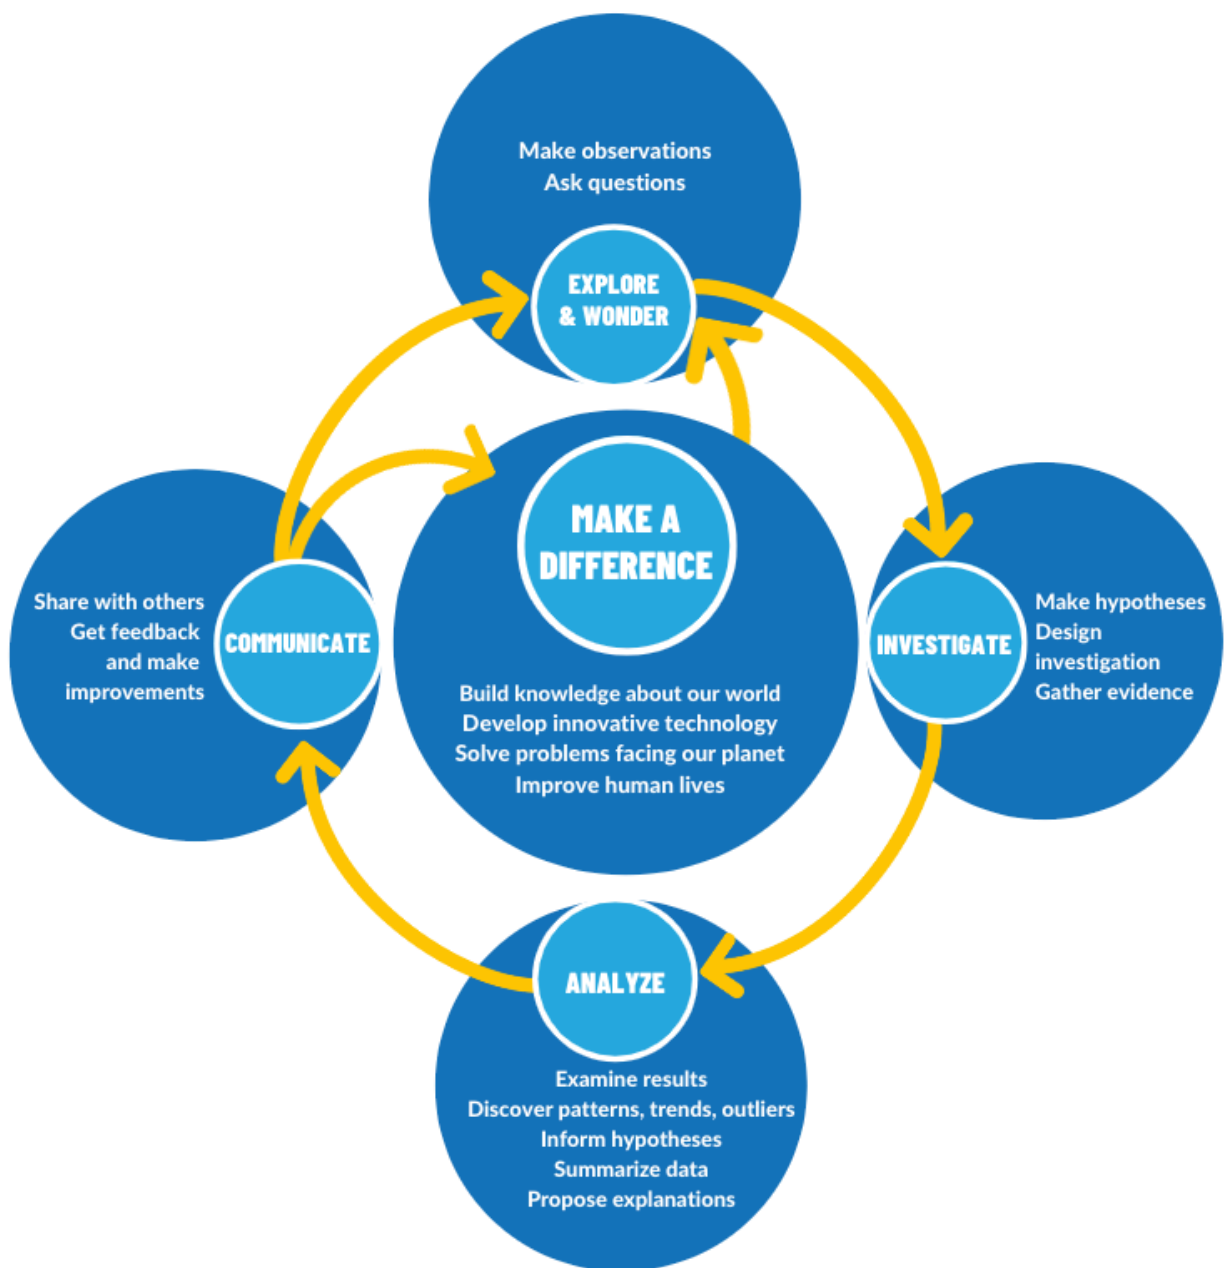 Make observations
Ask questions
EXPLORE
& WONDER
MAKE A
DIFFERENCE
Build knowledge about our world
Develop innovative technology
Solve problems facing our planet
Improve human lives
Share with others
Get feedback
and make
improvements
COMMUNICATE
INVESTIGATE
Make hypotheses
Design
investigation
Gather evidence
ANALYZE
Examine results
Discover patterns, trends, outliers
Inform hypotheses
Summarize data
Propose explanations